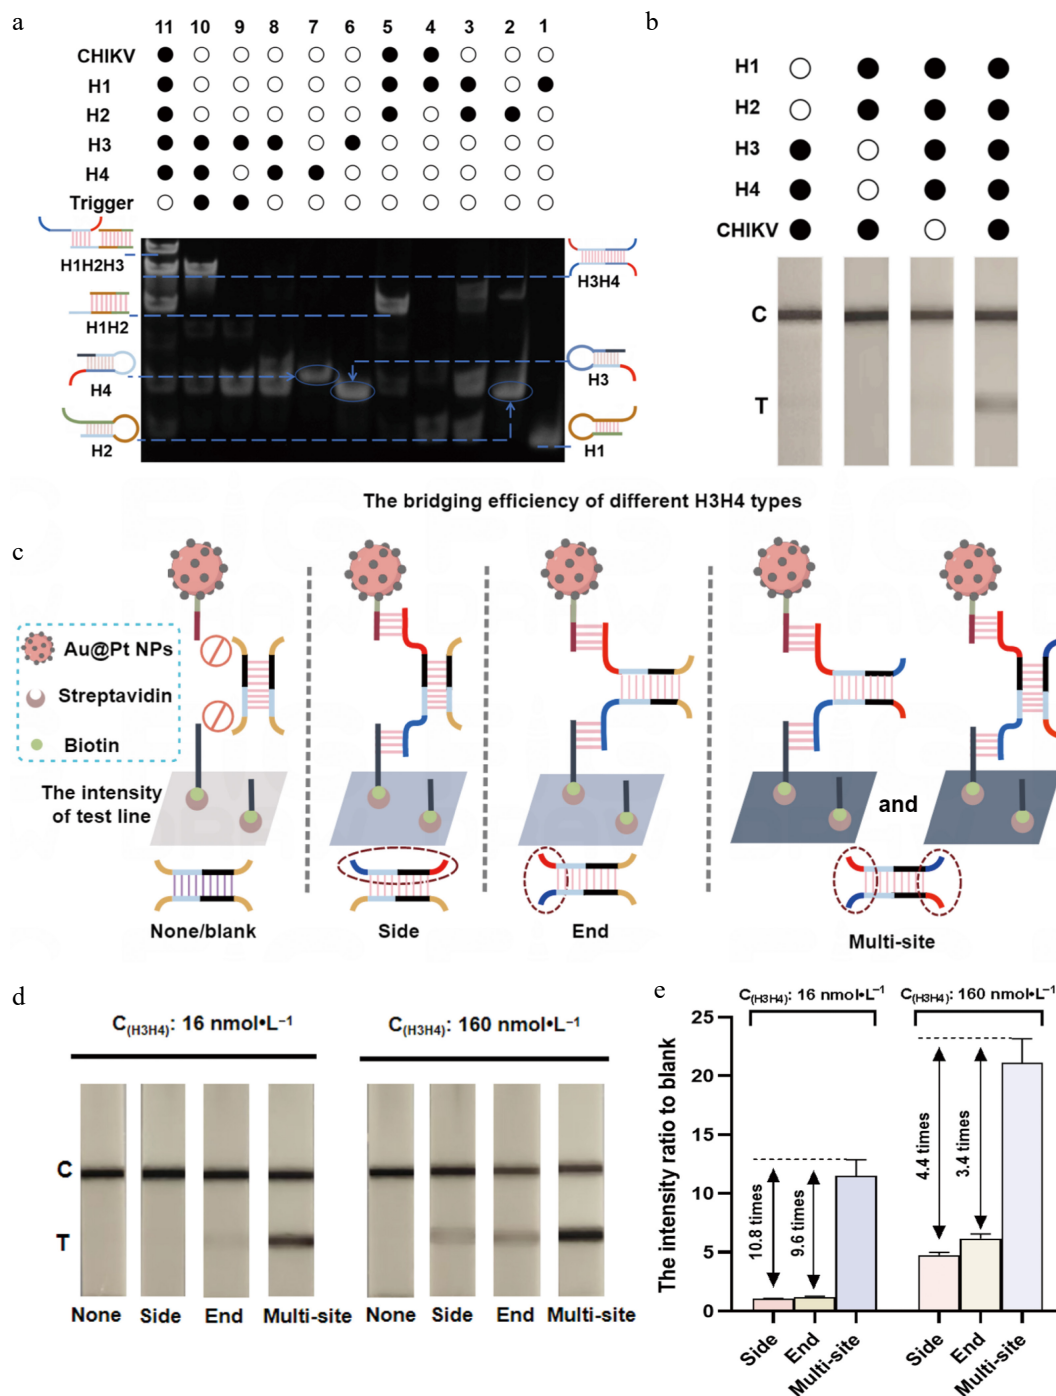 a
11 10 9 8 7 6 5 4 3 2 1
CHIKV
H1
H2
H3
H4
Trigger
H1H2H3
H1H2
H4
H2
H3H4
H3
H1
b
H1
H2
H3
H4
CHIKV
C
T
The bridging efficiency of different H3H4 types
c
Au@Pt NPs
Streptavidin
Biotin
The intensity
of test line
and
None/blank
Side
End
Multi-site
d
C(H3H4): 16 nmol•L−1
C(H3H4): 160 nmol•L−1
C
T
None Side End Multi-site
None Side End Multi-site
e
C(H3H4): 16 nmol•L−1
C(H3H4): 160 nmol•L−1
The intensity ratio to blank
25
20
15
10
5
0
10.8 times
9.6 times
4.4 times
3.4 times
Side
End
Multi-site
Side
End
Multi-site